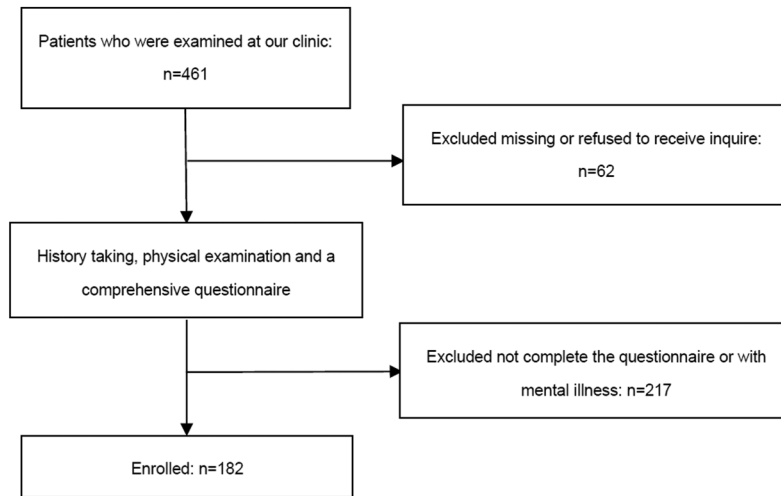 Patients who were examined at our clinic:
n=461
Excluded missing or refused to receive inquire:
n=62
History taking, physical examination and a
comprehensive questionnaire
Excluded not complete the questionnaire or with
mental illness: n=217
Enrolled: n=182